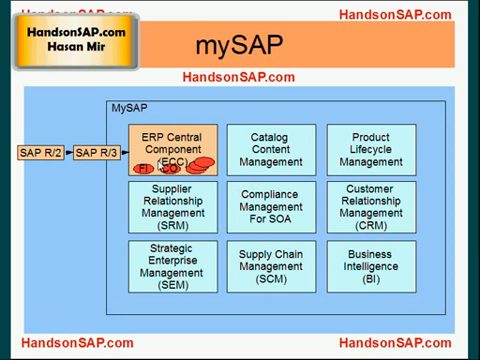 HandsonSAP.com
HandsonSAP.com
HandsonSAP.com
Hasan Mir
mySAP
HandsonSAP.com
MySAP
SAP R/2
SAP R/3
ERP Central
Component
(ECC)
FI
CO
Catalog
Content
Management
Product
Lifecycle
Management
Supplier
Relationship
Management
(SRM)
Compliance
Management
For SOA
Customer
Relationship
Management
(CRM)
Strategic
Enterprise
Management
(SEM)
Supply Chain
Management
(SCM)
Business
Intelligence
(BI)
HandsonSAP.com
HandsonSAP.com